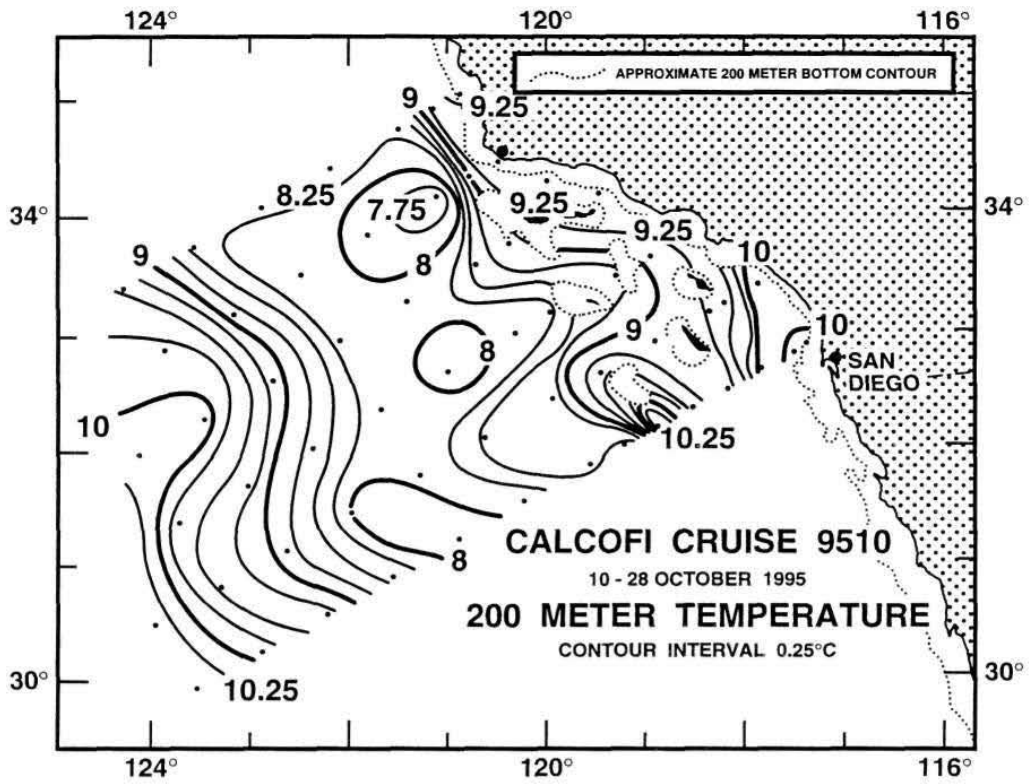 124° 120° 116°
APPROXIMATE 200 METER BOTTOM CONTOUR
9 9.25
8.25 7.75 9.25
34° 34°
9.25
9 8 10
9 10
8
SAN
DIEGO
10 10.25
CALCOFI CRUISE 9510
8
10 - 28 OCTOBER 1995
200 METER TEMPERATURE
CONTOUR INTERVAL 0.25°C
30° 10.25 30°
124° 120° 116°